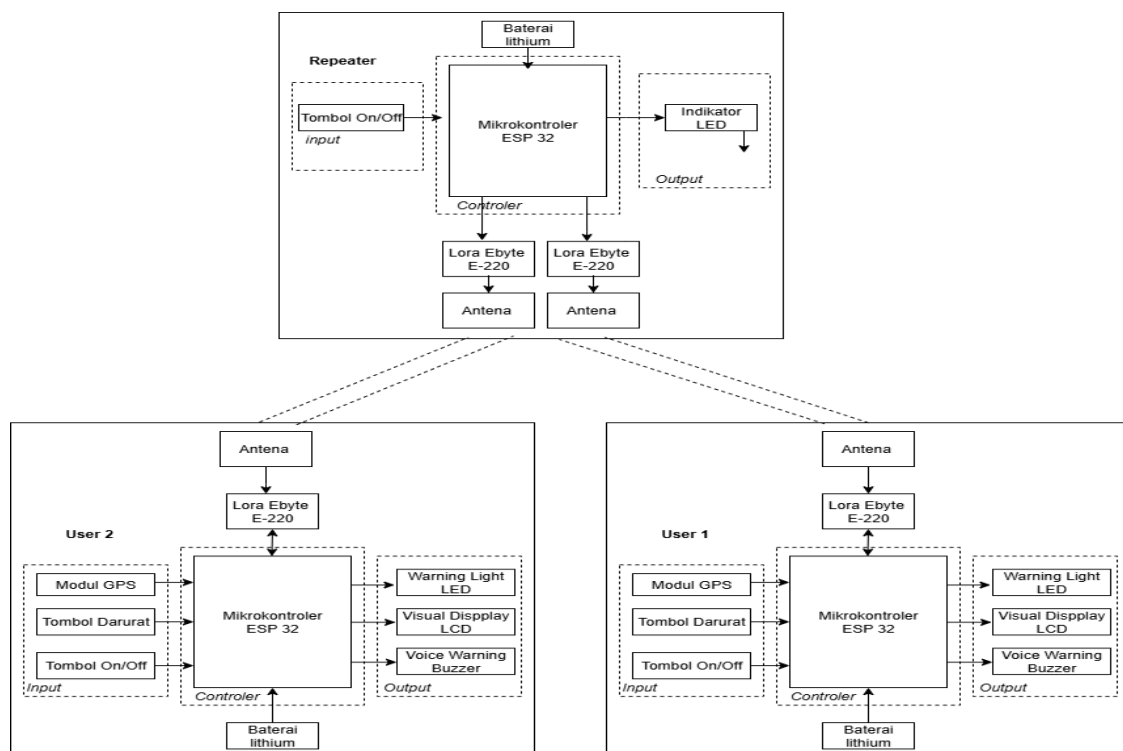 Baterai
lithium
Repeater
Tombol On/Off
input
Mikrokontroler
ESP 32
Controler
Indikator
LED
Output
Lora Ebyte
E-220
Lora Ebyte
E-220
Antena
Antena
Antena
Lora Ebyte
E-220
User 2
Modul GPS
Tombol Darurat
Tombol On/Off
Input
Mikrokontroler
ESP 32
Controler
Warning Light
LED
Visual Dispplay
LCD
Voice Warning
Buzzer
Output
Baterai
lithium
Antena
Lora Ebyte
E-220
User 1
Modul GPS
Tombol Darurat
Tombol On/Off
Input
Mikrokontroler
ESP 32
Controler
Warning Light
LED
Visual Dispplay
LCD
Voice Warning
Buzzer
Output
Baterai
lithium